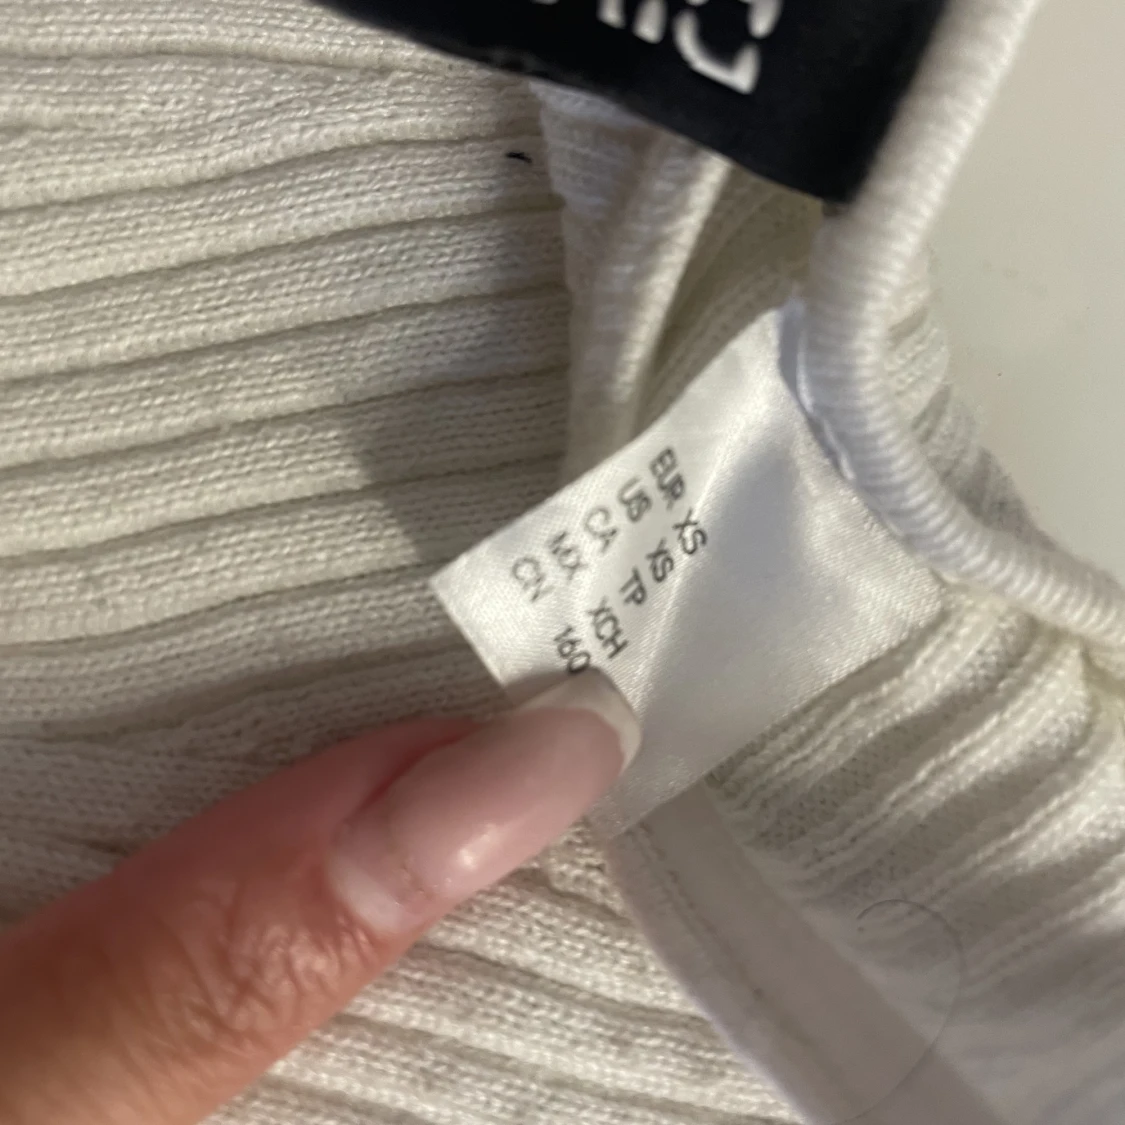 EUR XS
US XS
CA TP
MX XCH
CN 160